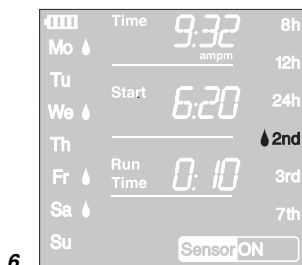 Time 9:32 8h
Mo ampm 12h
Tu
Start 6:20 24h
We
Th 2nd
Fr Run Time 0:10 3rd
Sa 7th
Su Sensor ON
6